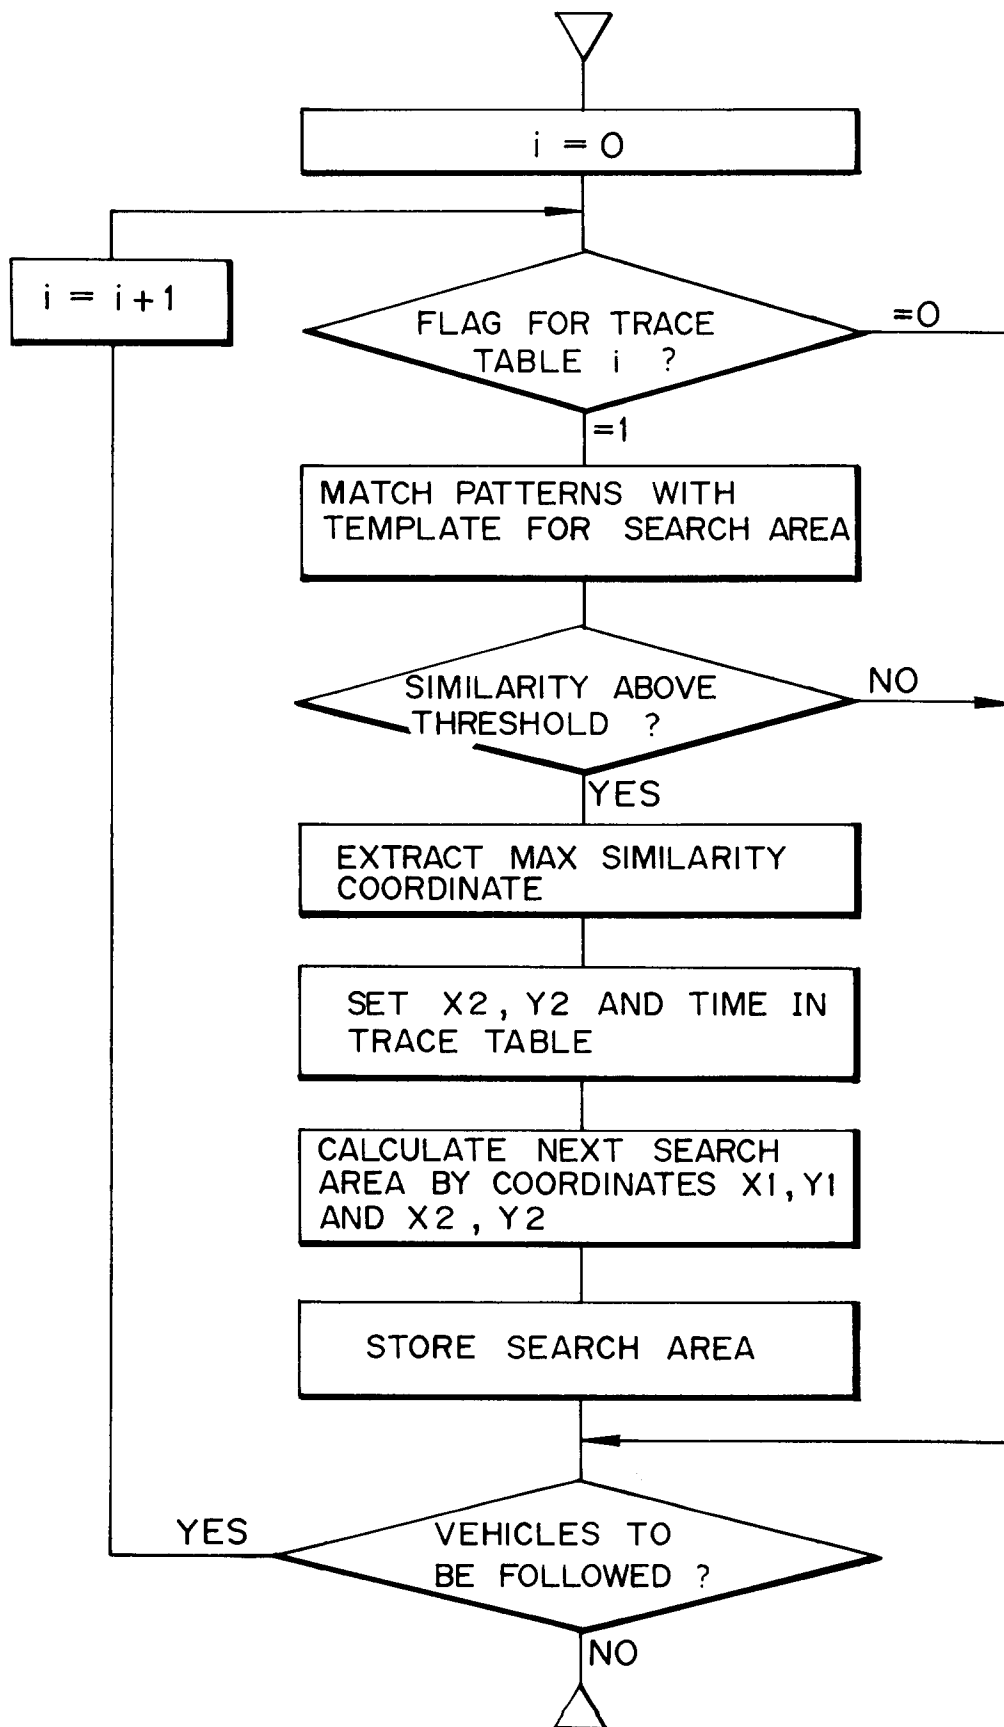 i = 0
i = i+1
FLAG FOR TRACE
TABLE i ?
=0
=1
MATCH PATTERNS WITH
TEMPLATE FOR SEARCH AREA
SIMILARITY ABOVE
THRESHOLD ?
NO
YES
EXTRACT MAX SIMILARITY
COORDINATE
SET X2, Y2 AND TIME IN
TRACE TABLE
CALCULATE NEXT SEARCH
AREA BY COORDINATES X1, Y1
AND X2, Y2
STORE SEARCH AREA
YES
VEHICLES TO
BE FOLLOWED ?
NO